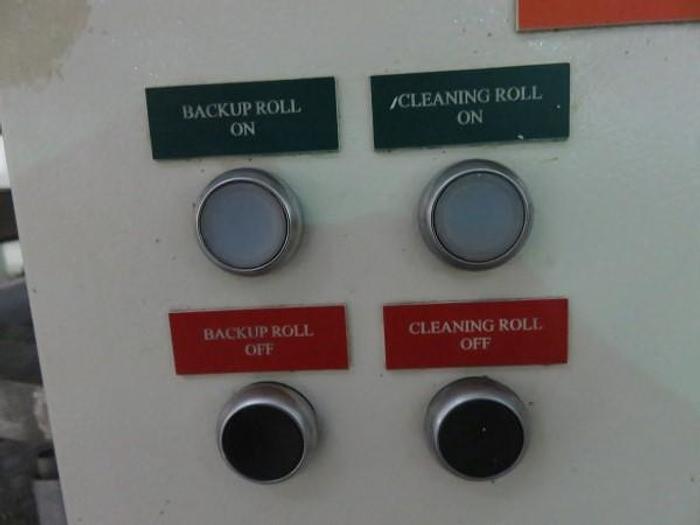 BACKUP ROLL
ON
CLEANING ROLL
ON
BACKUP ROLL
OFF
CLEANING ROLL
OFF